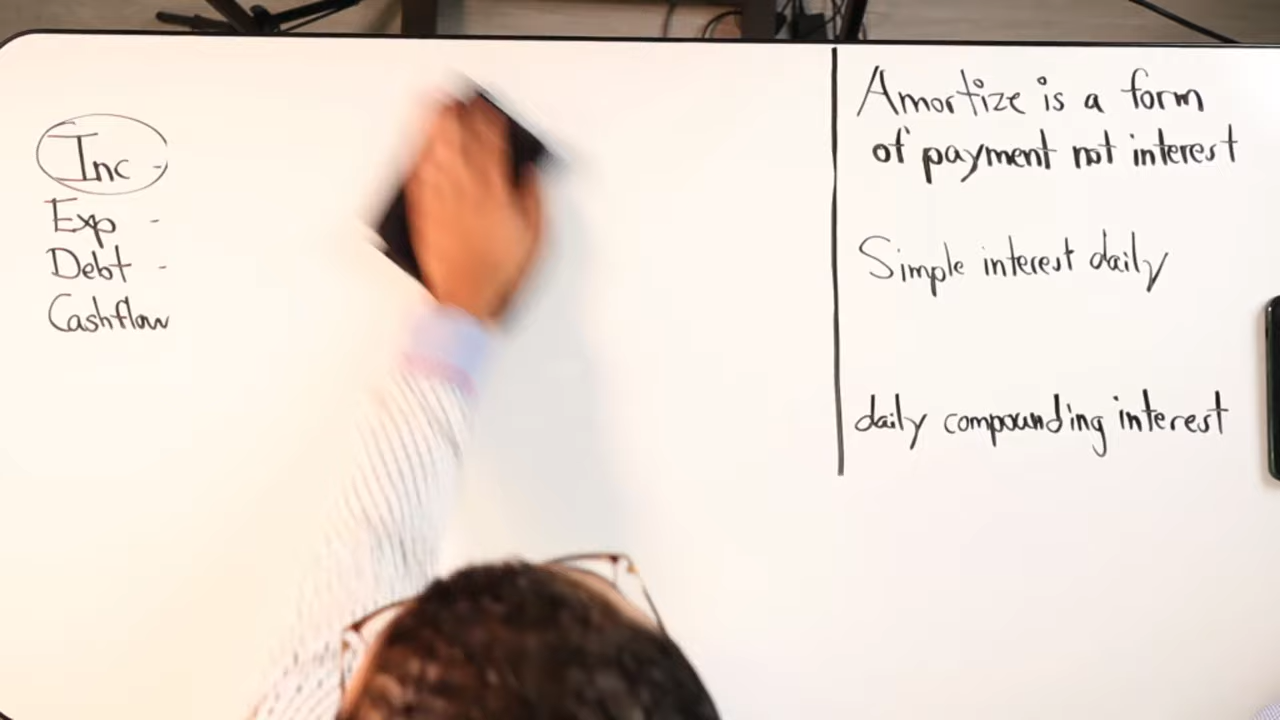 Inc -
Exp -
Debt -
Cashflow
Amortize is a form
of payment not interest
Simple interest daily
daily compounding interest